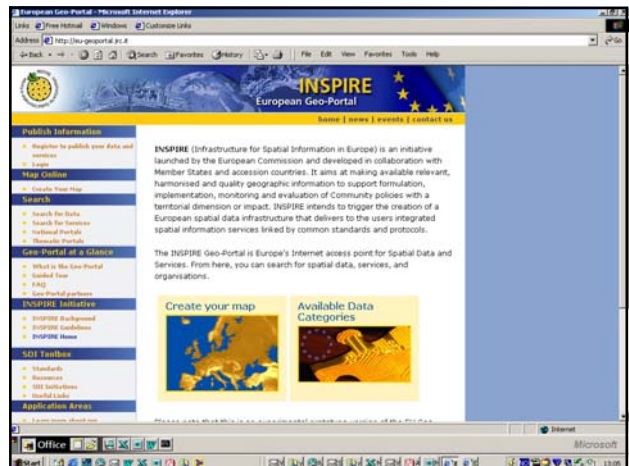 European Geo-Portal - Microsoft Internet Explorer
Links Free Hotmail Windows Customize Links
Address http://eu-geoportal.jrc.it Go
Back Search Favorites History File Edit View Favorites Tools Help
INSPIRE
European Geo-Portal
home | news | events | contact us
Publish Information
Register to publish your data and
services
Login
Map Online
Create Your Map
Search
Search for Data
Search for Services
National Portals
Thematic Portals
Geo-Portal at a Glance
What is the Geo-Portal
Guided Tour
FAQ
Geo-Portal partners
INSPIRE Initiative
INSPIRE Background
INSPIRE Guidelines
INSPIRE Home
SDI Toolbox
Standards
Resources
SDI Initiatives
Useful Links
Application Areas
INSPIRE (Infrastructure for Spatial Information in Europe) is an initiative
launched by the European Commission and developed in collaboration with
Member States and accession countries. It aims at making available relevant,
harmonised and quality geographic information to support formulation,
implementation, monitoring and evaluation of Community policies with a
territorial dimension or impact. INSPIRE intends to trigger the creation of a
European spatial data infrastructure that delivers to the users integrated
spatial information services linked by common standards and protocols.
The INSPIRE Geo-Portal is Europe's Internet access point for Spatial Data and
Services. From here, you can search for spatial data, services, and
organisations.
Create your map
Available Data
Categories
Internet
Office
Microsoft
Start
13:05